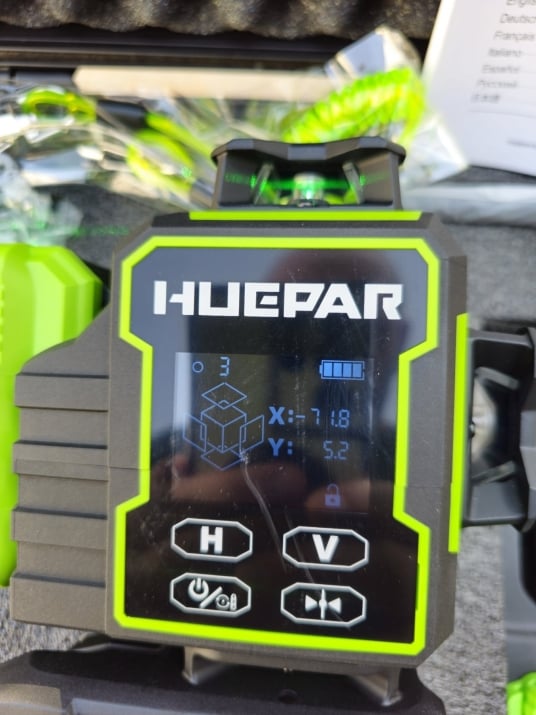 Deutsch
Français
Italiano
Español
Русский
HUEPAR
3
X:-71.8
Y: 5.2
H
V